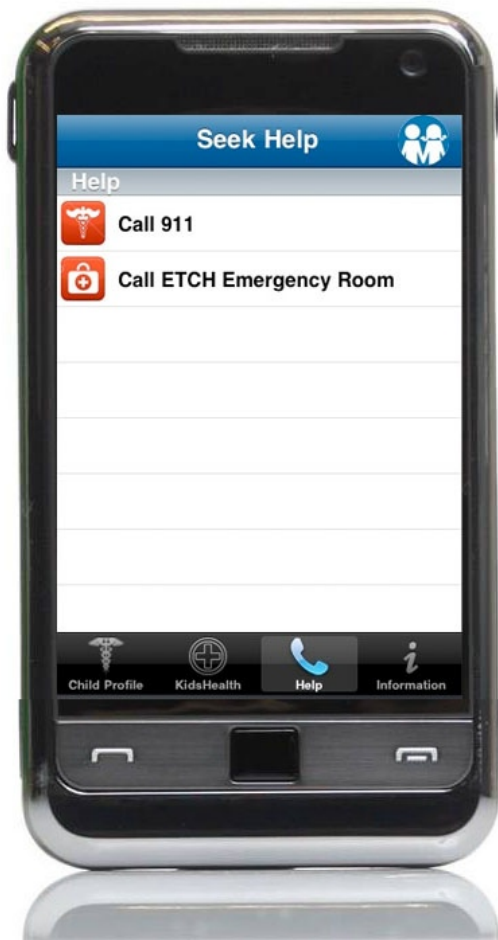 Seek Help
Help
Call 911
Call ETCH Emergency Room
Child Profile
KidsHealth
Help
Information